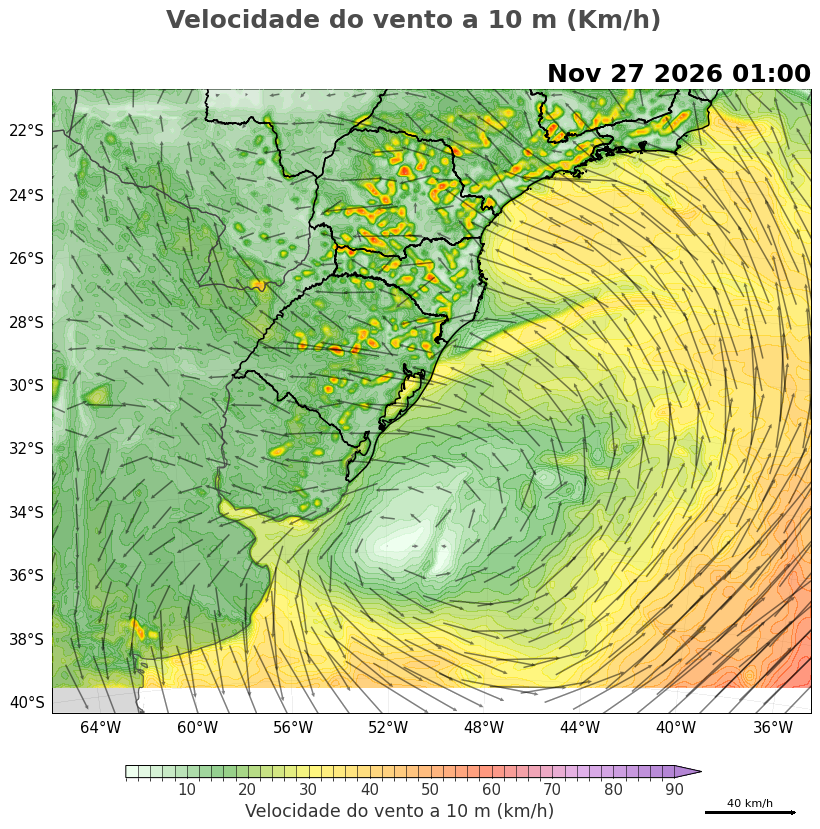 Velocidade do vento a 10 m (Km/h)
Nov 27 2026 01:00
22°S
24°S
26°S
28°S
30°S
32°S
34°S
36°S
38°S
40°S
64°W 60°W 56°W 52°W 48°W 44°W 40°W 36°W
10 20 30 40 50 60 70 80 90
Velocidade do vento a 10 m (km/h)
40 km/h